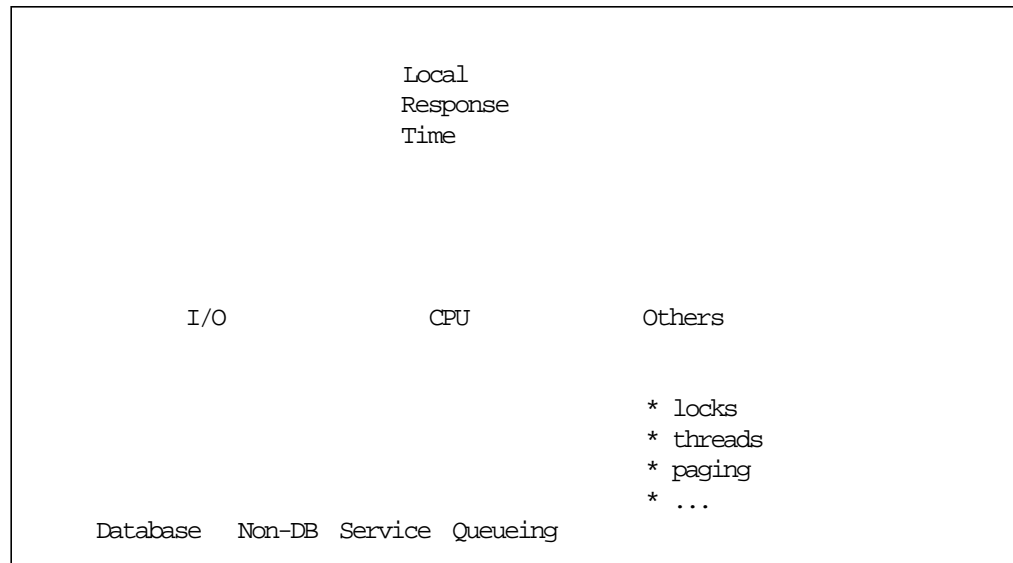 Local
Response
Time
I/O CPU Others
* locks
* threads
* paging
* ...
Database Non-DB Service Queueing